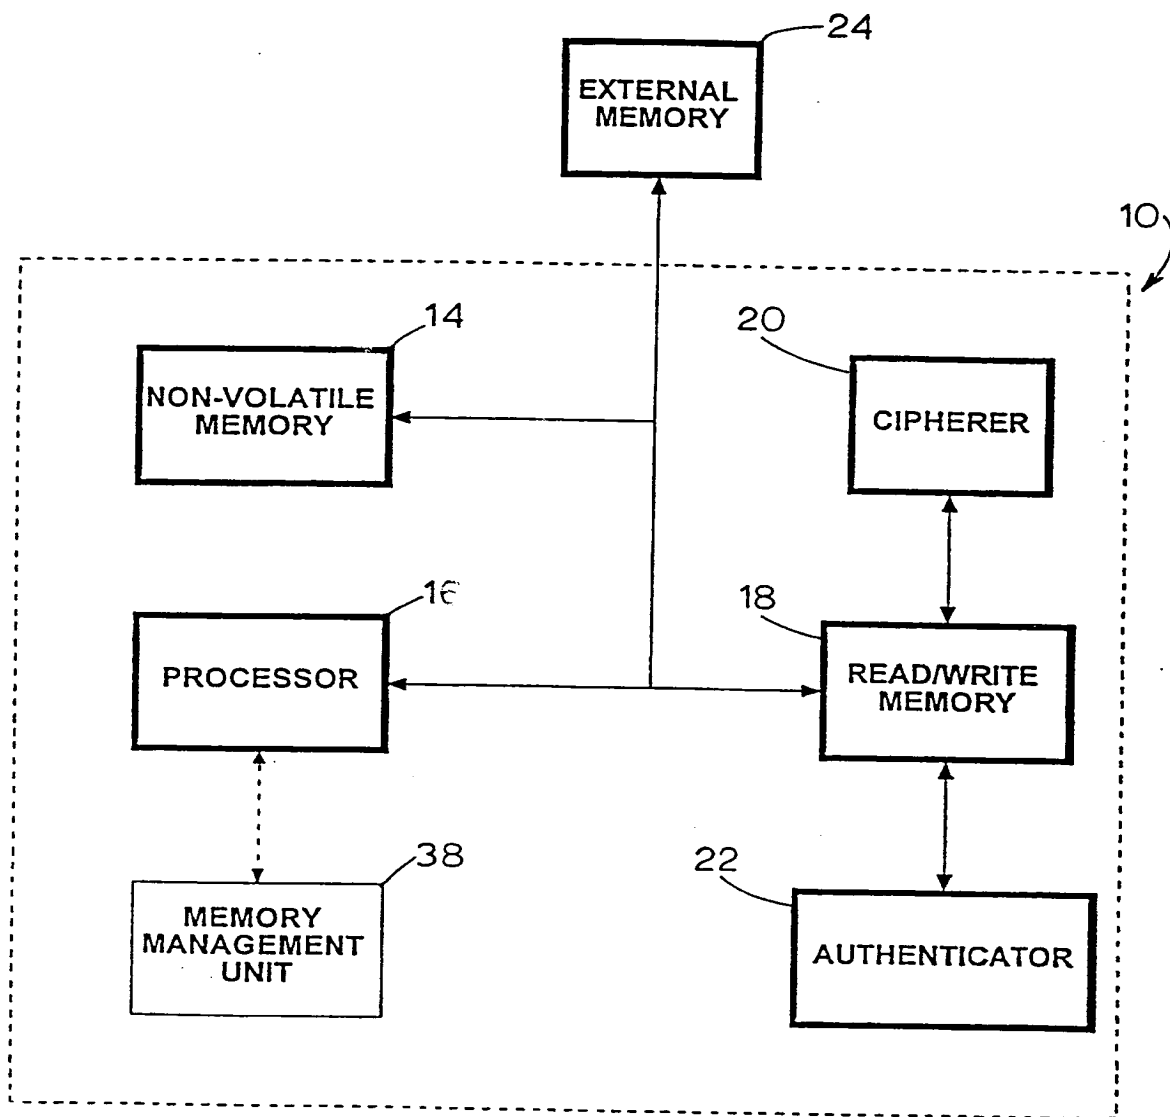 24
EXTERNAL
MEMORY
10
14
20
NON-VOLATILE
MEMORY
CIPHERER
16
18
PROCESSOR
READ/WRITE
MEMORY
38
22
MEMORY
MANAGEMENT
UNIT
AUTHENTICATOR